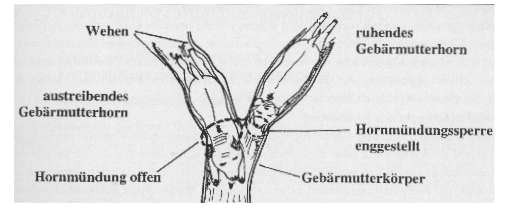 Wehen
austreibendes
Gebärmutterhorn
Hornmündung offen
ruhendes
Gebärmutterhorn
Hornmündungssperre
enggestellt
Gebärmutterkörper